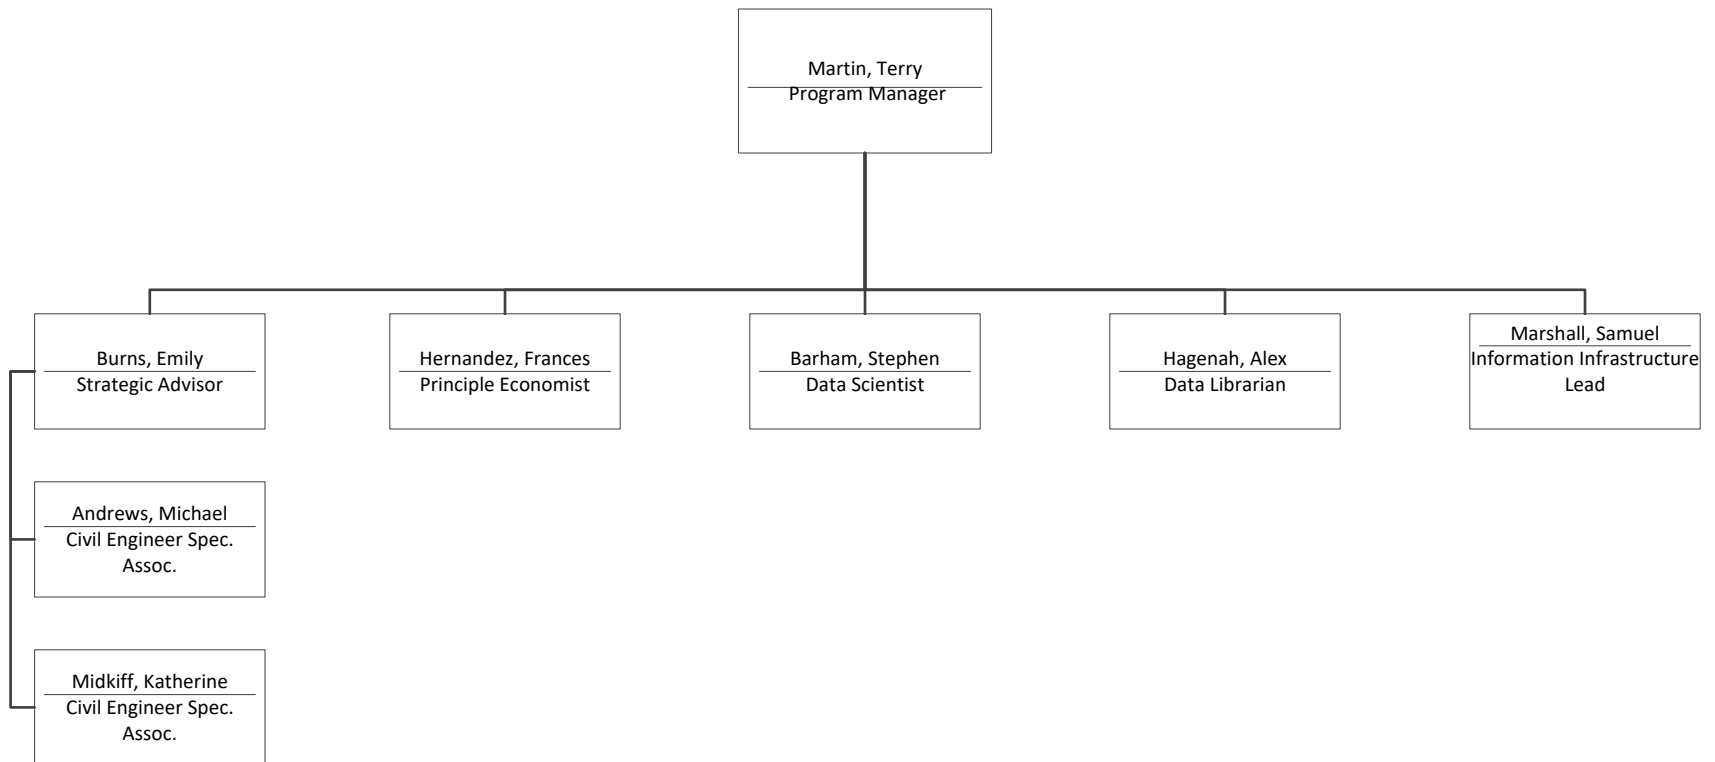 Martin, Terry
Program Manager
Burns, Emily
Strategic Advisor
Hernandez, Frances
Principle Economist
Barham, Stephen
Data Scientist
Hagenah, Alex
Data Librarian
Marshall, Samuel
Information Infrastructure
Lead
Andrews, Michael
Civil Engineer Spec.
Assoc.
Midkiff, Katherine
Civil Engineer Spec.
Assoc.